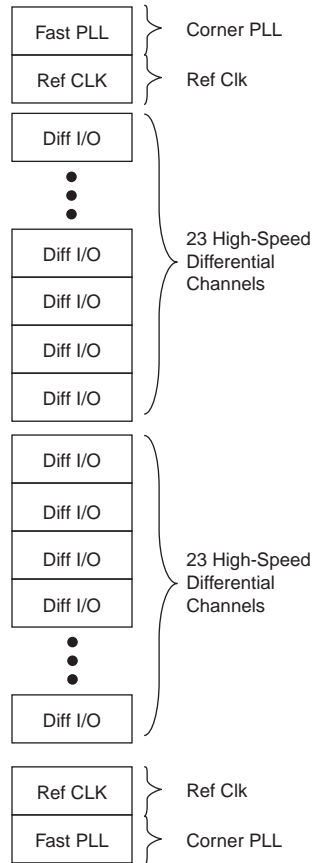 Fast PLL
Corner PLL
Ref CLK
Ref Clk
Diff I/O
Diff I/O
Diff I/O
Diff I/O
Diff I/O
23 High-Speed
Differential
Channels
Diff I/O
Diff I/O
Diff I/O
Diff I/O
Diff I/O
23 High-Speed
Differential
Channels
Ref CLK
Ref Clk
Fast PLL
Corner PLL